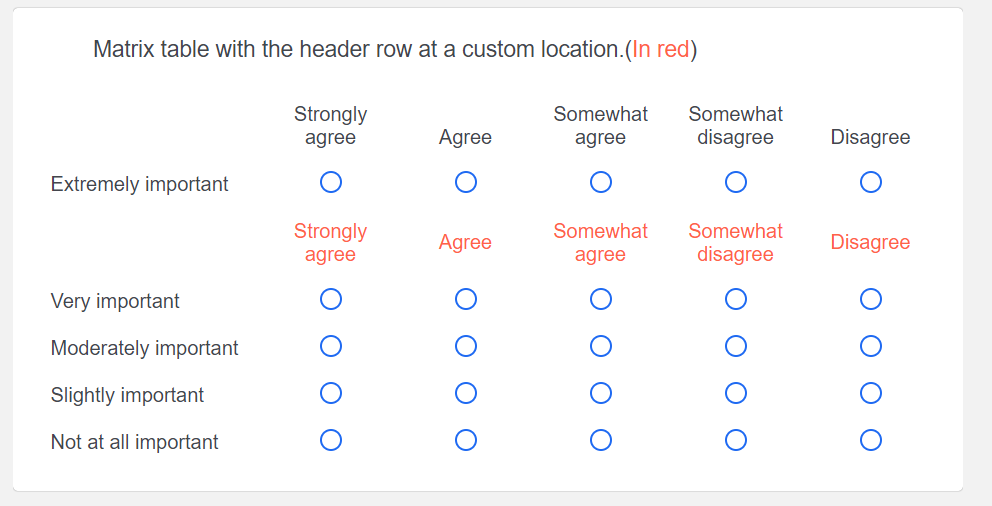 Matrix table with the header row at a custom location.(In red)
Strongly agree Agree Somewhat agree Somewhat disagree Disagree
Extremely important
Strongly agree Agree Somewhat agree Somewhat disagree Disagree
Very important
Moderately important
Slightly important
Not at all important